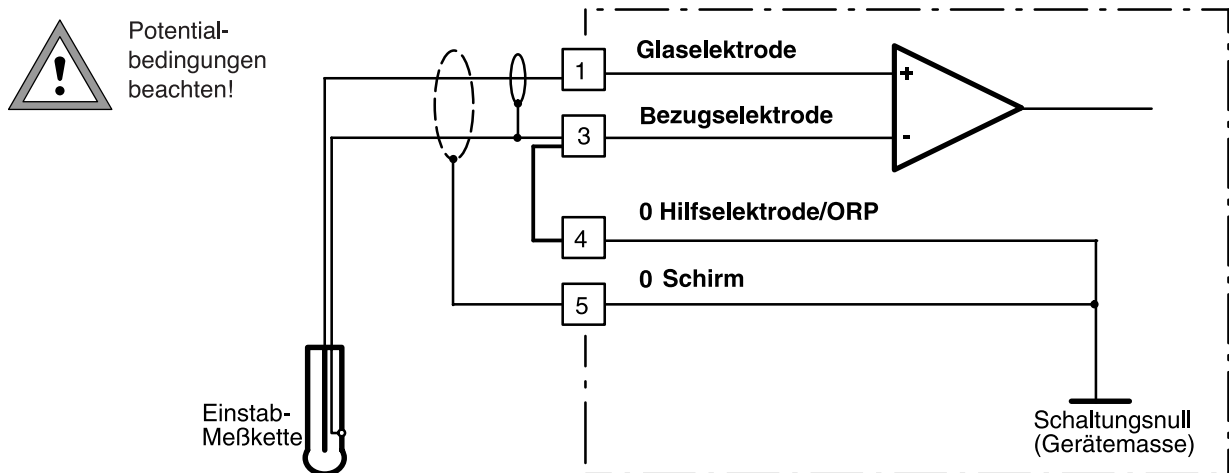 Potential-
bedingungen
beachten!
!
1
Glaselektrode
+
3
Bezugselektrode
-
4
0 Hilfselektrode/ORP
5
0 Schirm
Einstab-
Meßkette
Schaltungsnull
(Gerätemasse)